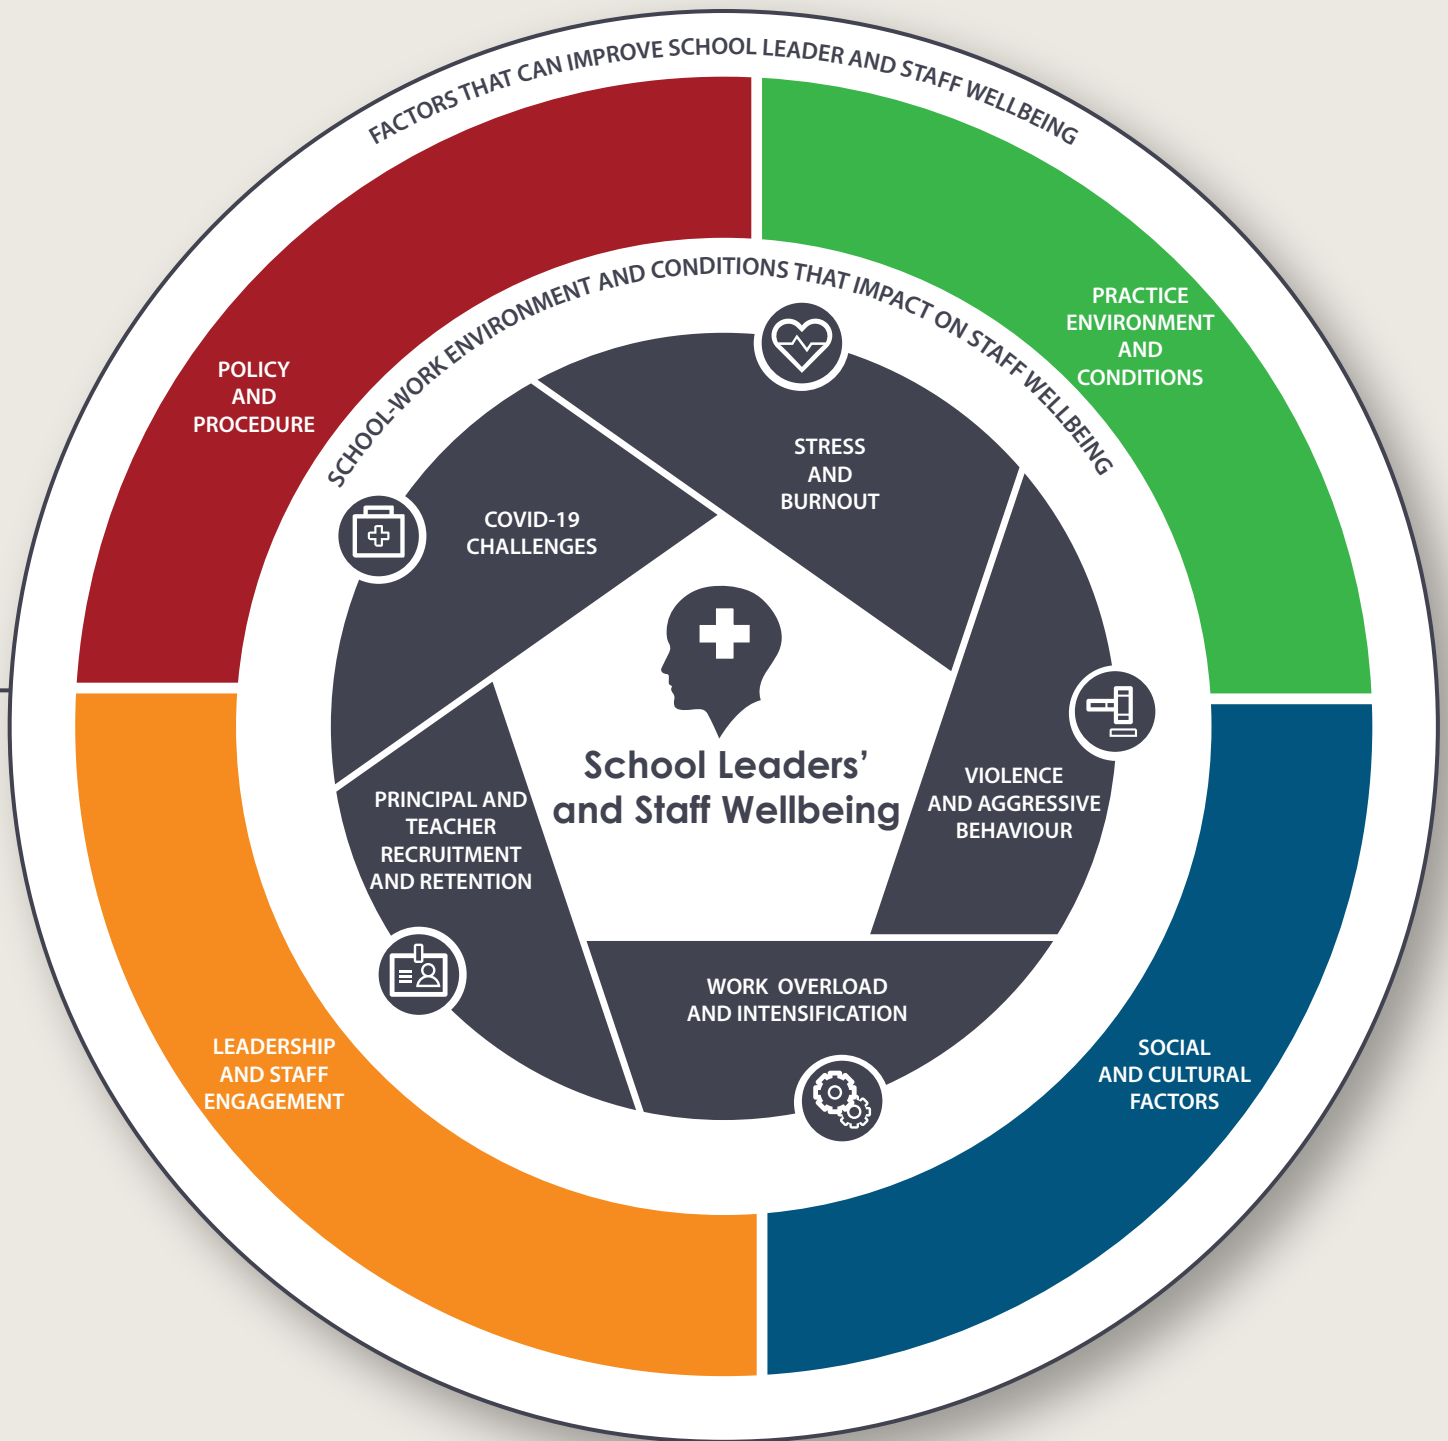 FACTORS THAT CAN IMPROVE SCHOOL LEADER AND STAFF WELLBEING
POLICY
AND
PROCEDURE
PRACTICE
ENVIRONMENT
AND
CONDITIONS
SCHOOL-WORK ENVIRONMENT AND CONDITIONS THAT IMPACT ON STAFF WELLBEING
STRESS
AND
BURNOUT
COVID-19
CHALLENGES
School Leaders’
and Staff Wellbeing
VIOLENCE
AND AGGRESSIVE
BEHAVIOUR
PRINCIPAL AND
TEACHER
RECRUITMENT
AND RETENTION
WORK OVERLOAD
AND INTENSIFICATION
LEADERSHIP
AND STAFF
ENGAGEMENT
SOCIAL
AND CULTURAL
FACTORS